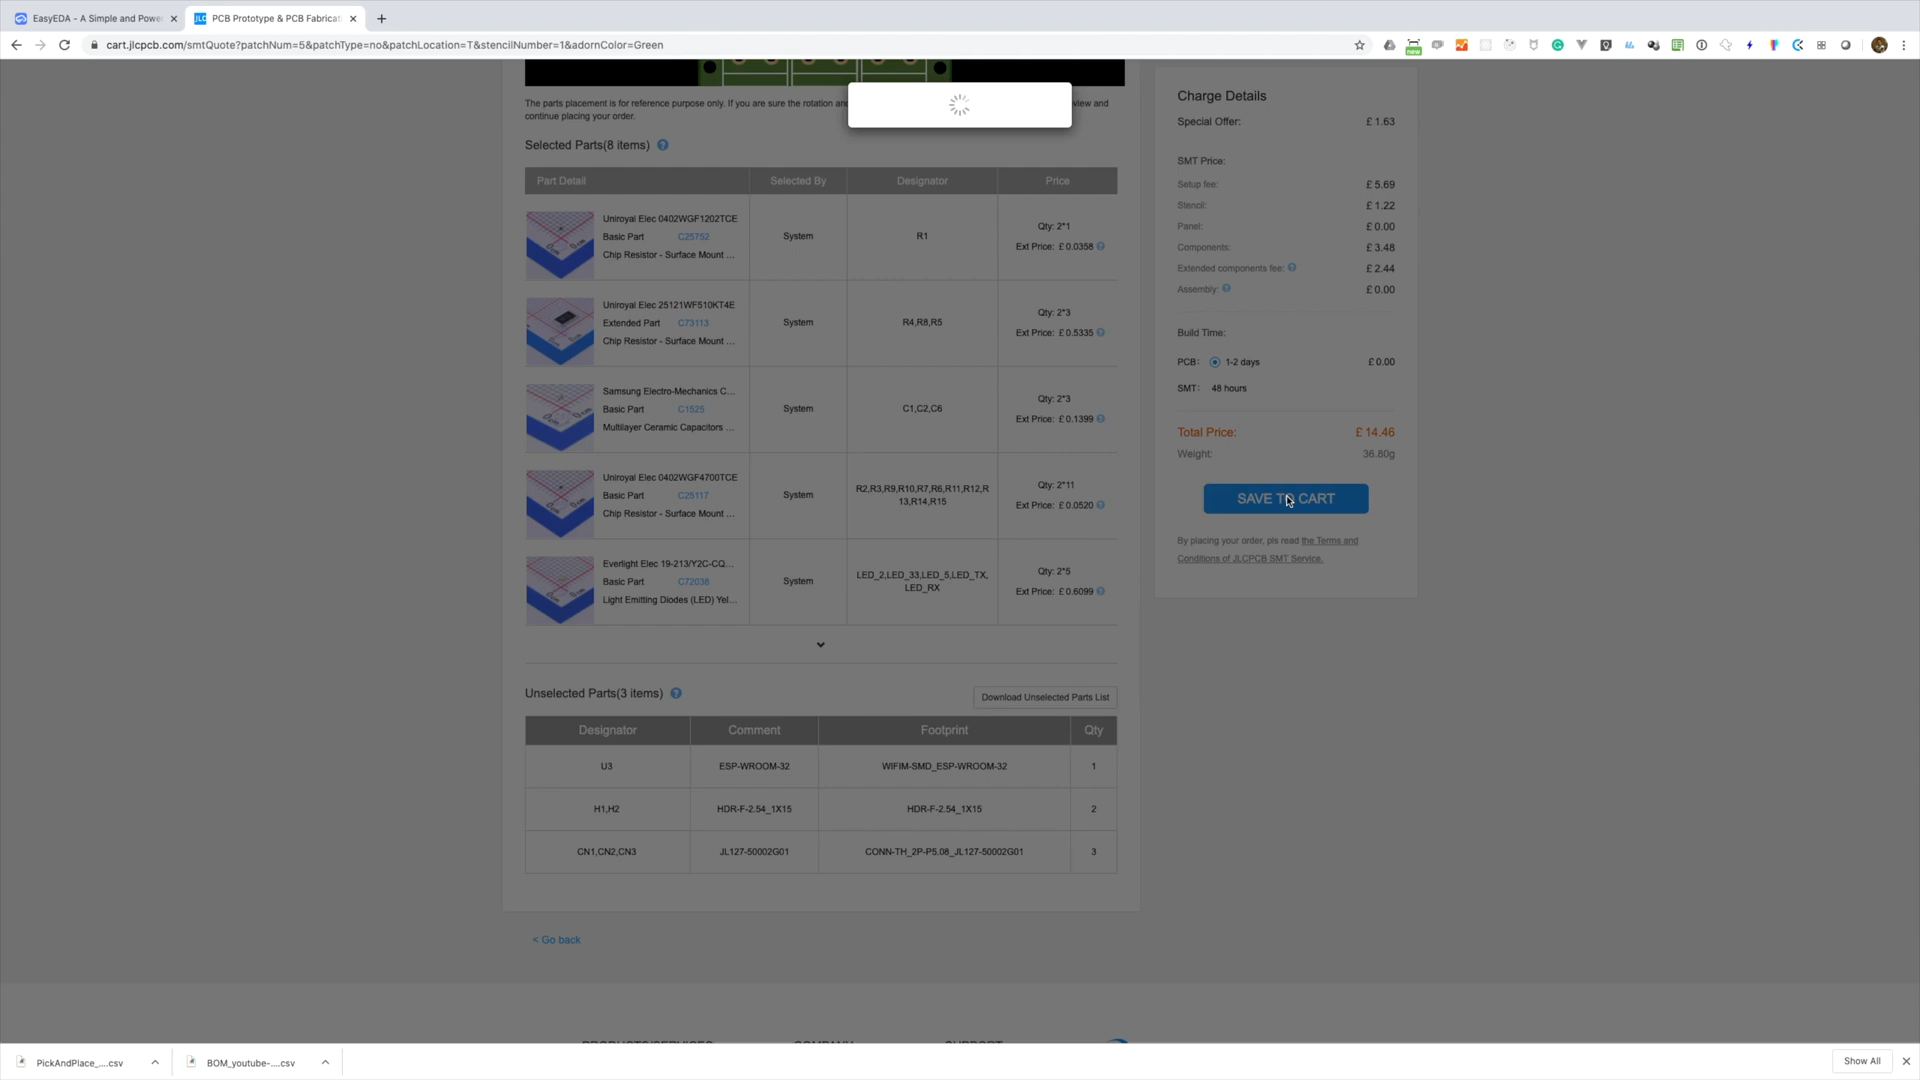 EasyEDA - A Simple and Powe
PCB Prototype & PCB Fabricat
cart.jlcpcb.com/smtQuote?patchNum=5&patchType=no&patchLocation=T&stencilNumber=1&adornColor=Green
new
The parts placement is for reference purpose only. If you are sure the rotation an
view and
continue placing your order.
Selected Parts(8 items)
Part Detail Selected By Designator Price
Uniroyal Elec 0402WGF1202TCE
Basic Part C25752
Chip Resistor - Surface Mount ...
System
R1
Qty: 2*1
Ext Price: £ 0.0358
Uniroyal Elec 25121WF510KT4E
Extended Part C73113
Chip Resistor - Surface Mount ...
System
R4,R8,R5
Qty: 2*3
Ext Price: £ 0.5335
Samsung Electro-Mechanics C...
Basic Part C1525
Multilayer Ceramic Capacitors ...
System
C1,C2,C6
Qty: 2*3
Ext Price: £ 0.1399
Uniroyal Elec 0402WGF4700TCE
Basic Part C25117
Chip Resistor - Surface Mount ...
System
R2,R3,R9,R10,R7,R6,R11,R12,R
13,R14,R15
Qty: 2*11
Ext Price: £ 0.0520
Everlight Elec 19-213/Y2C-CQ...
Basic Part C72038
Light Emitting Diodes (LED) Yel...
System
LED_2,LED_33,LED_5,LED_TX,
LED_RX
Qty: 2*5
Ext Price: £ 0.6099
Unselected Parts(3 items)
Download Unselected Parts List
Designator Comment Footprint Qty
U3 ESP-WROOM-32 WIFIM-SMD_ESP-WROOM-32 1
H1,H2 HDR-F-2.54_1X15 HDR-F-2.54_1X15 2
CN1,CN2,CN3 JL127-50002G01 CONN-TH_2P-P5.08_JL127-50002G01 3
< Go back
Charge Details
Special Offer: £ 1.63
SMT Price:
Setup fee: £ 5.69
Stencil: £ 1.22
Panel: £ 0.00
Components: £ 3.48
Extended components fee: £ 2.44
Assembly: £ 0.00
Build Time:
PCB: 1-2 days £ 0.00
SMT: 48 hours
Total Price: £ 14.46
Weight: 36.80g
SAVE TO CART
By placing your order, pls read the Terms and
Conditions of JLCPCB SMT Service.
PRODUCTS/SERVICES COMPANY SUPPORT
PickAndPlace_....csv
BOM_youtube-....csv
Show All